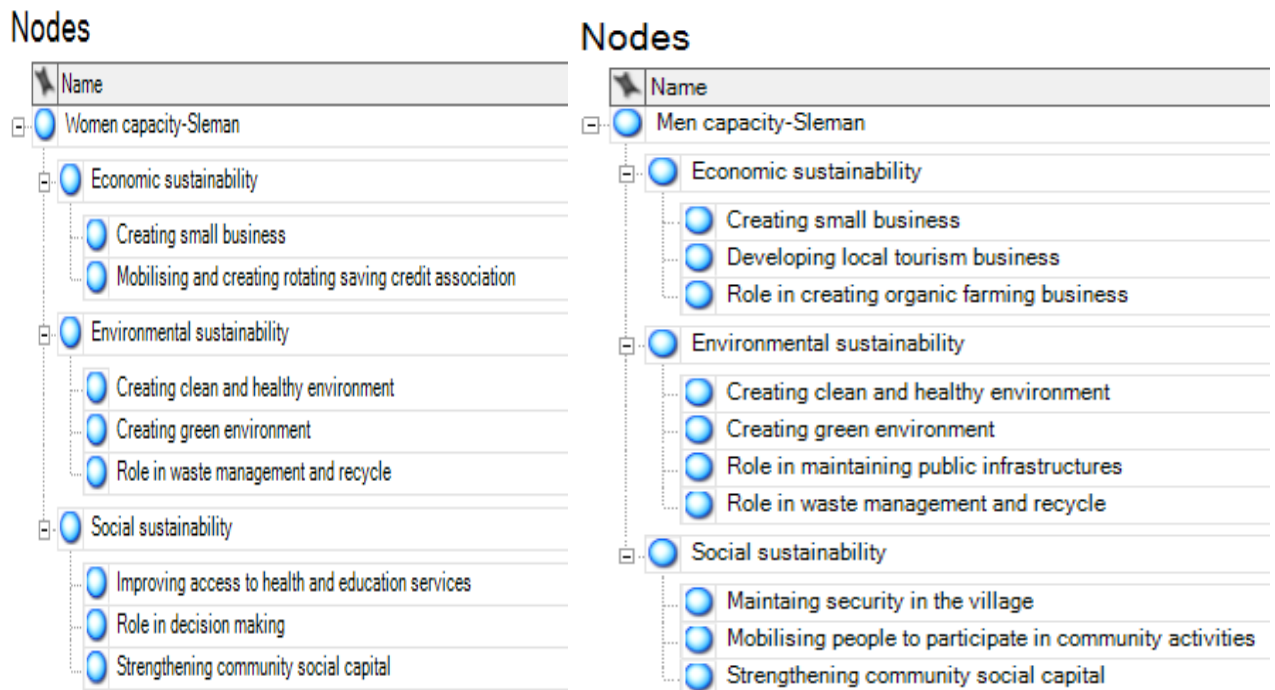 Nodes
Name
Women capacity-Sleman
Economic sustainability
Creating small business
Mobilising and creating rotating saving credit association
Environmental sustainability
Creating clean and healthy environment
Creating green environment
Role in waste management and recycle
Social sustainability
Improving access to health and education services
Role in decision making
Strengthening community social capital
Nodes
Name
Men capacity-Sleman
Economic sustainability
Creating small business
Developing local tourism business
Role in creating organic farming business
Environmental sustainability
Creating clean and healthy environment
Creating green environment
Role in maintaining public infrastructures
Role in waste management and recycle
Social sustainability
Maintaing security in the village
Mobilising people to participate in community activities
Strengthening community social capital